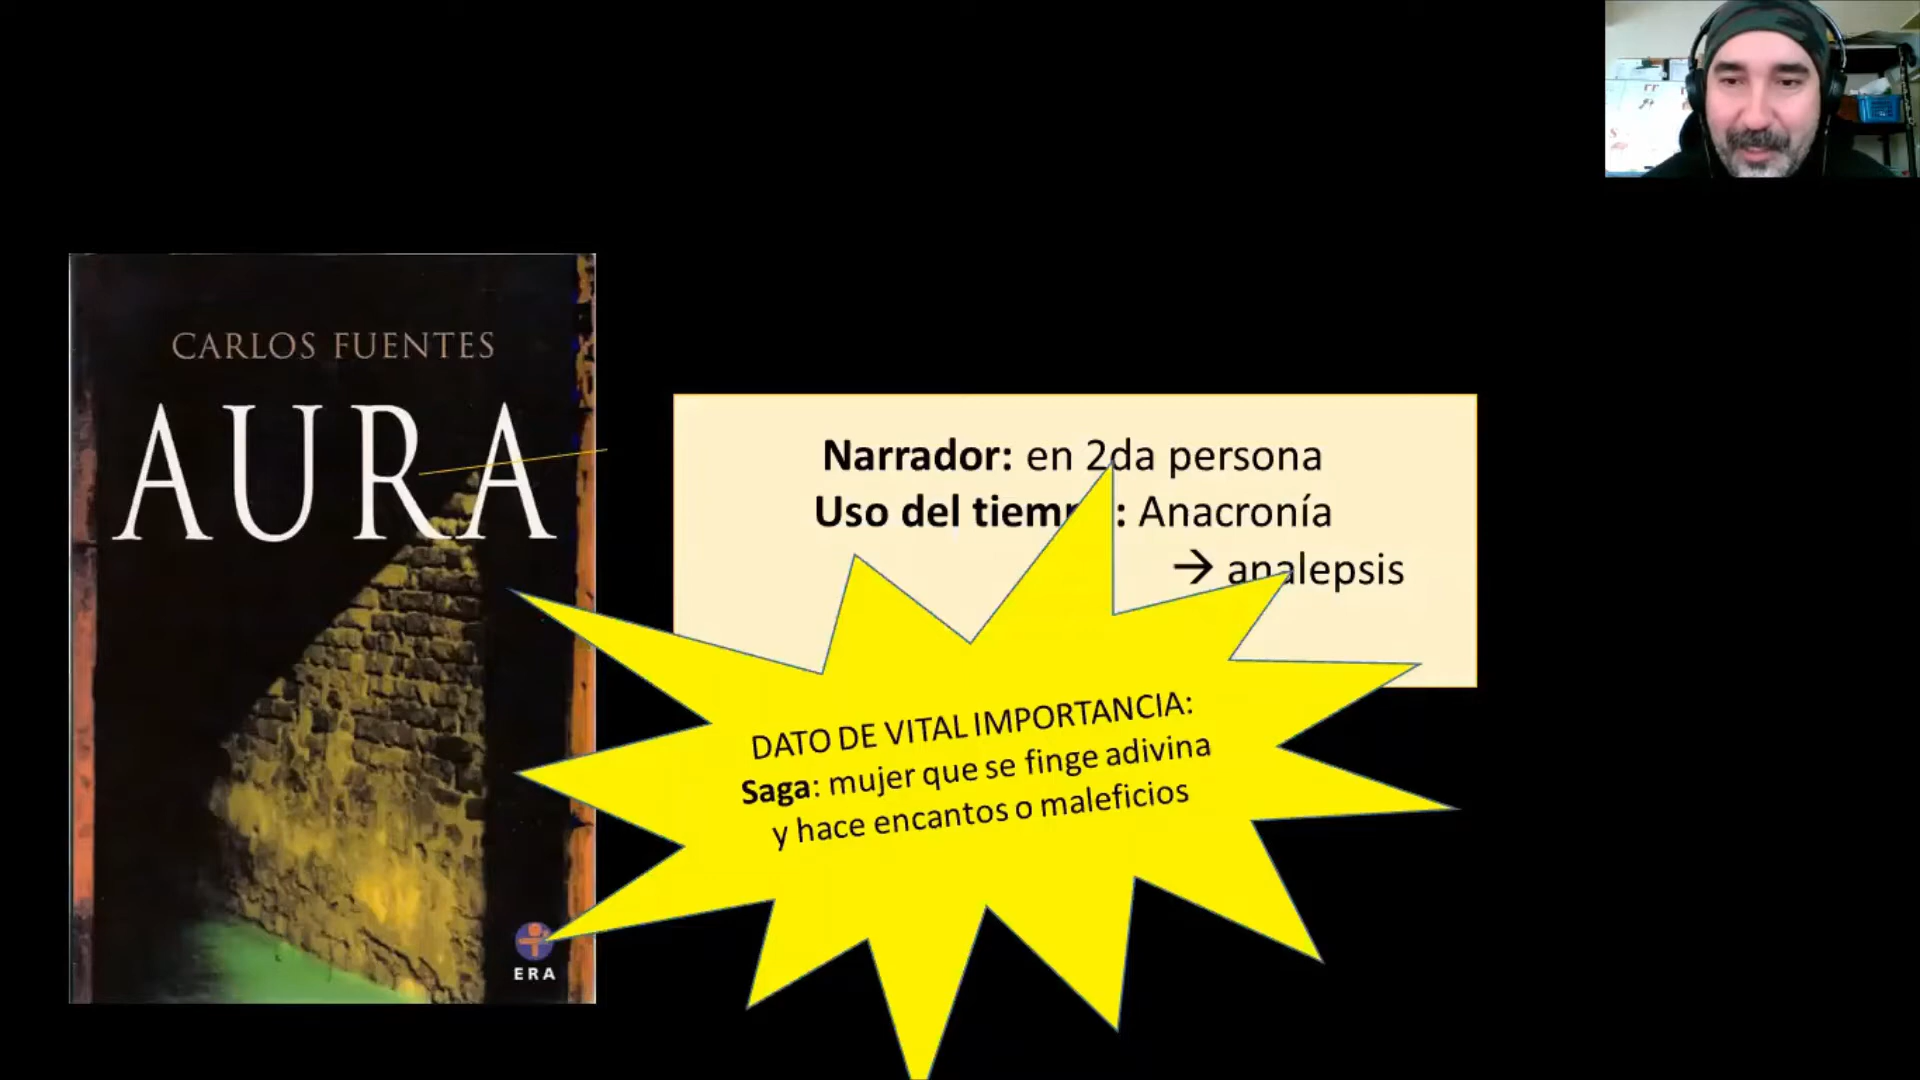 CARLOS FUENTES
AURA
ERA
Narrador: en 2da persona
Uso del : Anacronía
→ analepsis
DATO DE VITAL IMPORTANCIA:
Saga: mujer que se finge adivina
y hace encantos o maleficios